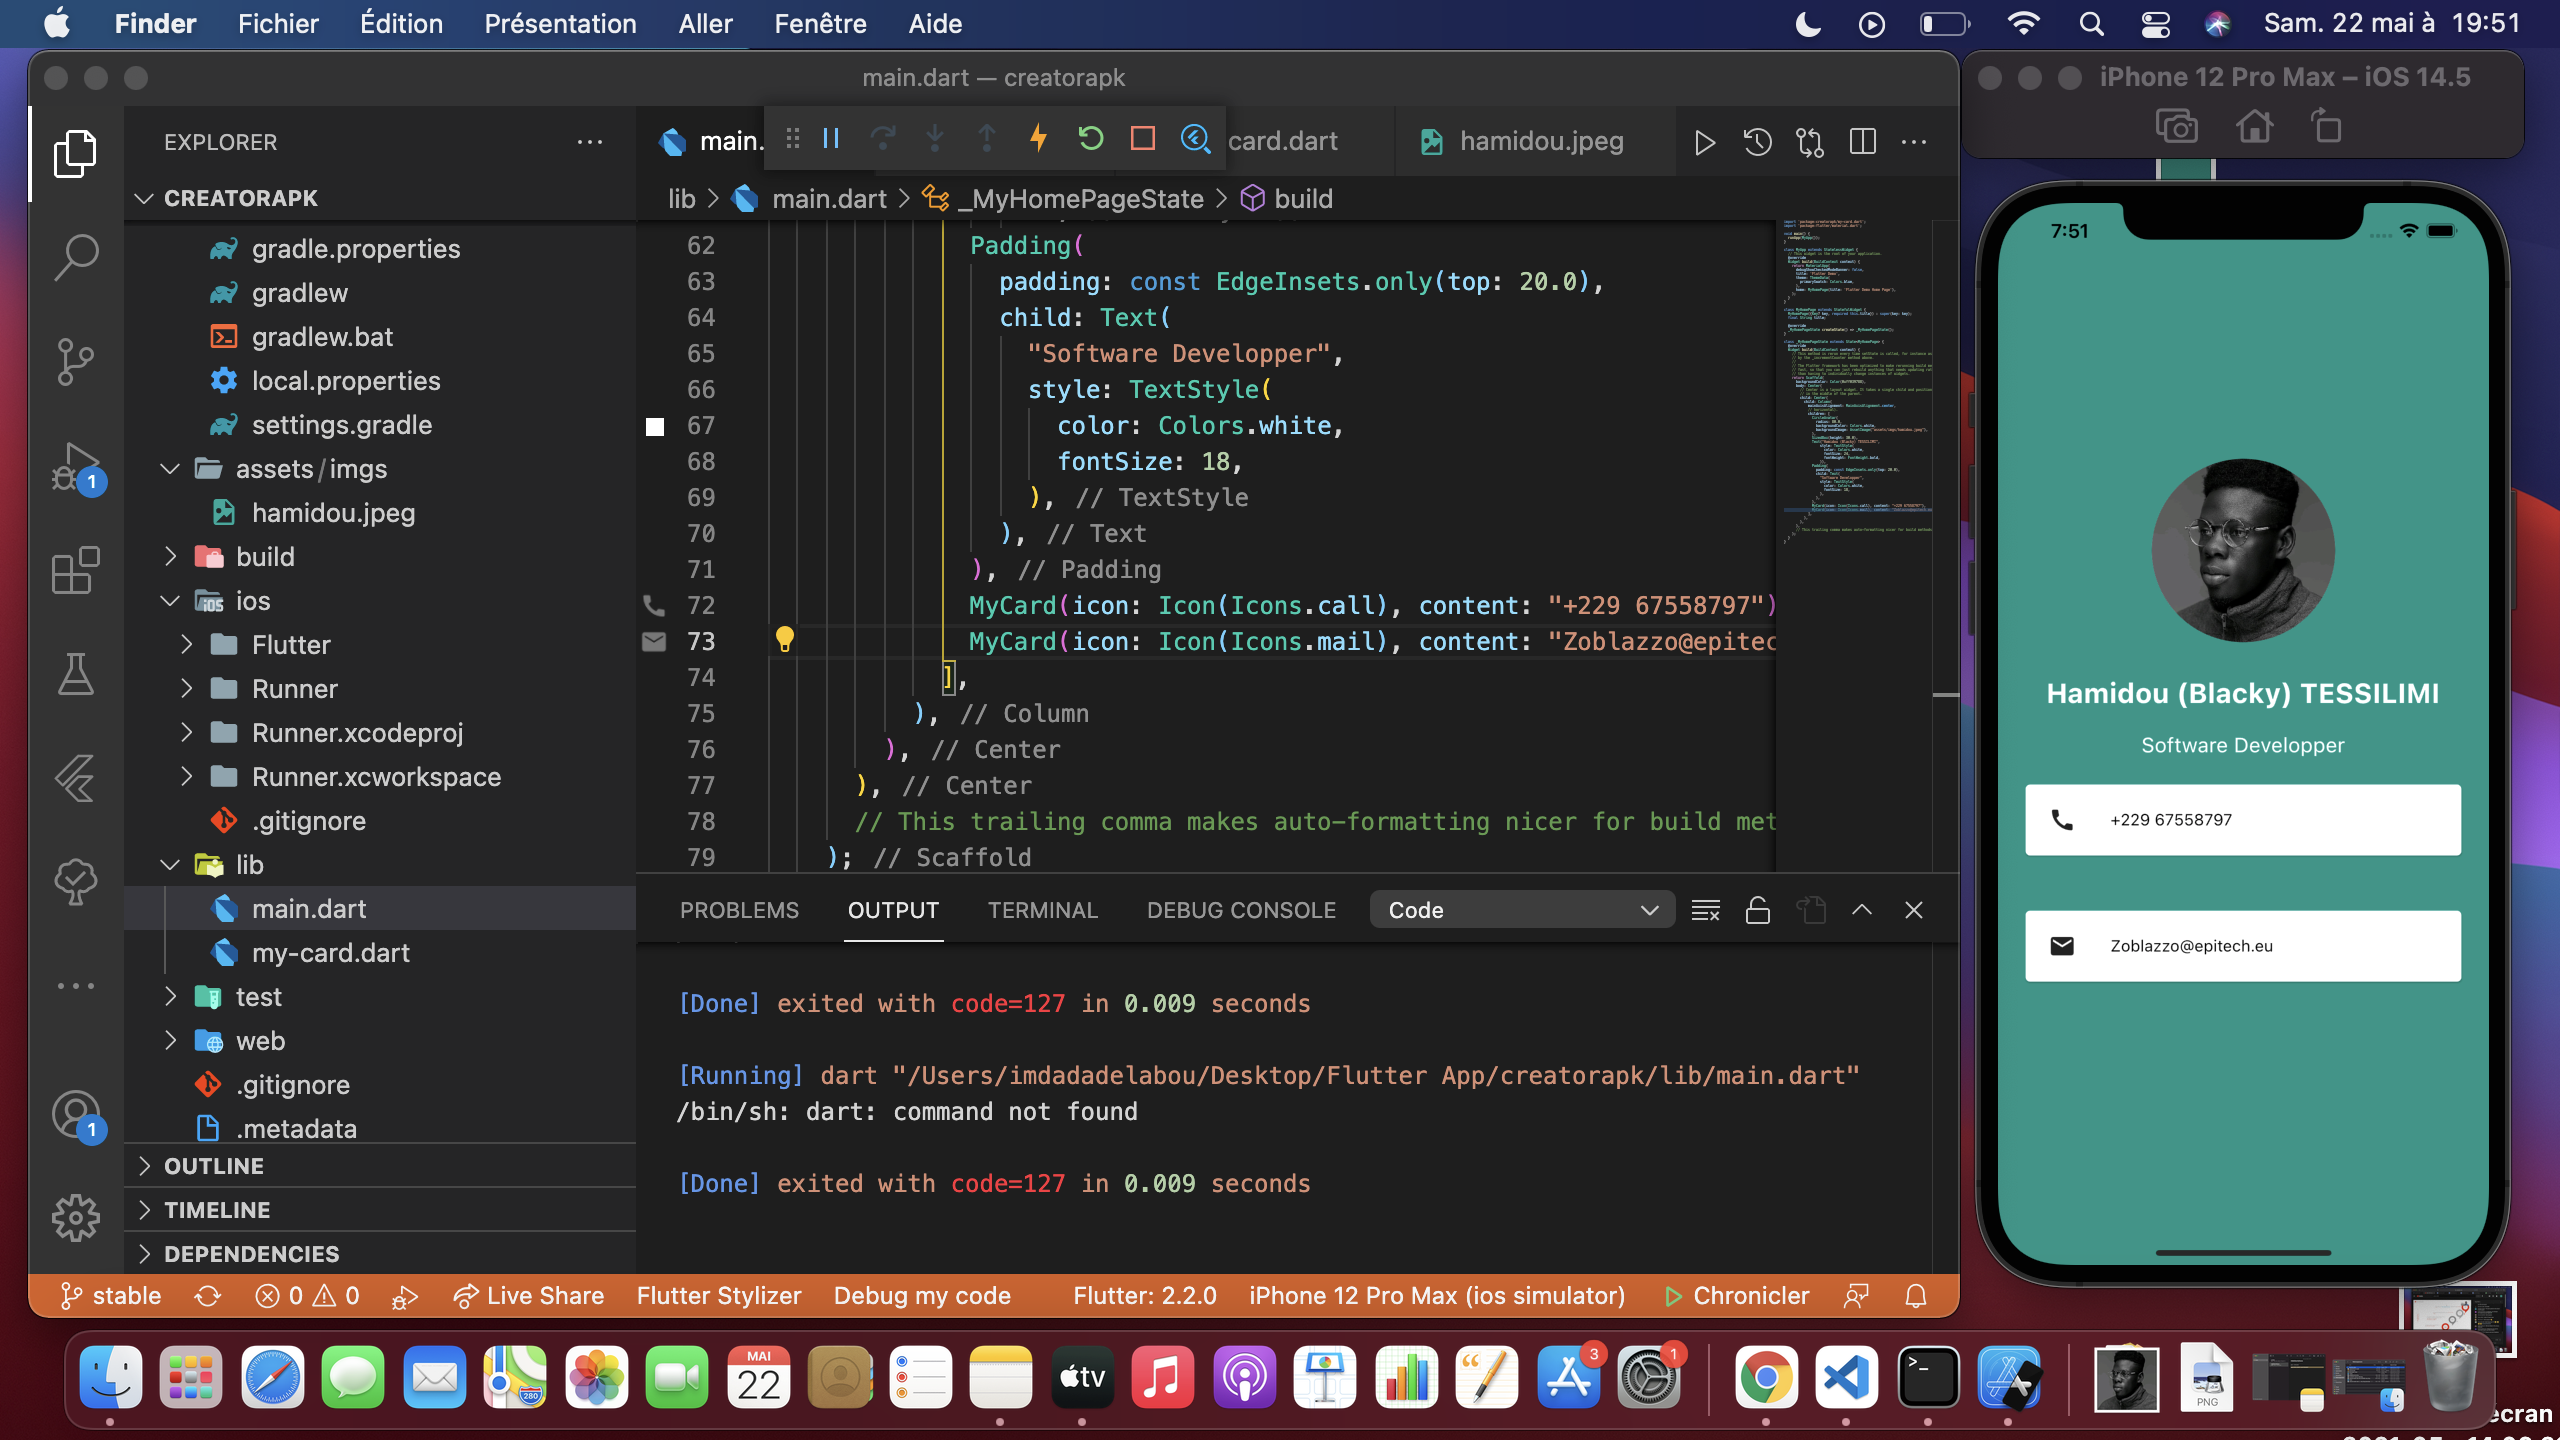 Finder Fichier Édition Présentation Aller Fenêtre Aide Sam. 22 mai à 19:51
main.dart — creatorapk
EXPLORER
CREATORAPK
gradle.properties
gradlew
gradlew.bat
local.properties
settings.gradle
assets/imgs
hamidou.jpeg
build
ios
Flutter
Runner
Runner.xcodeproj
Runner.xcworkspace
.gitignore
lib
main.dart
my-card.dart
test
web
.gitignore
.metadata
OUTLINE
TIMELINE
DEPENDENCIES
1
1
main. card.dart hamidou.jpeg
lib > main.dart > _MyHomePageState > build
62 Padding(
63 padding: const EdgeInsets.only(top: 20.0),
64 child: Text(
65 "Software Developper",
66 style: TextStyle(
67 color: Colors.white,
68 fontSize: 18,
69 ), // TextStyle
70 ), // Text
71 ), // Padding
72 MyCard(icon: Icon(Icons.call), content: "+229 67558797")
73 MyCard(icon: Icon(Icons.mail), content: "Zoblazzo@epitec
74 ],
75 ), // Column
76 ), // Center
77 ), // Center
78 // This trailing comma makes auto-formatting nicer for build met
79 ); // Scaffold
PROBLEMS OUTPUT TERMINAL DEBUG CONSOLE Code
[Done] exited with code=127 in 0.009 seconds
[Running] dart "/Users/imdadadelabou/Desktop/Flutter App/creatorapk/lib/main.dart"
/bin/sh: dart: command not found
[Done] exited with code=127 in 0.009 seconds
stable 0 0 Live Share Flutter Stylizer Debug my code Flutter: 2.2.0 iPhone 12 Pro Max (ios simulator) Chronicler
iPhone 12 Pro Max – iOS 14.5
7:51
Hamidou (Blacky) TESSILIMI
Software Developper
+229 67558797
Zoblazzo@epitech.eu
MAI
22
280
tv
3
1
PNG
ecran